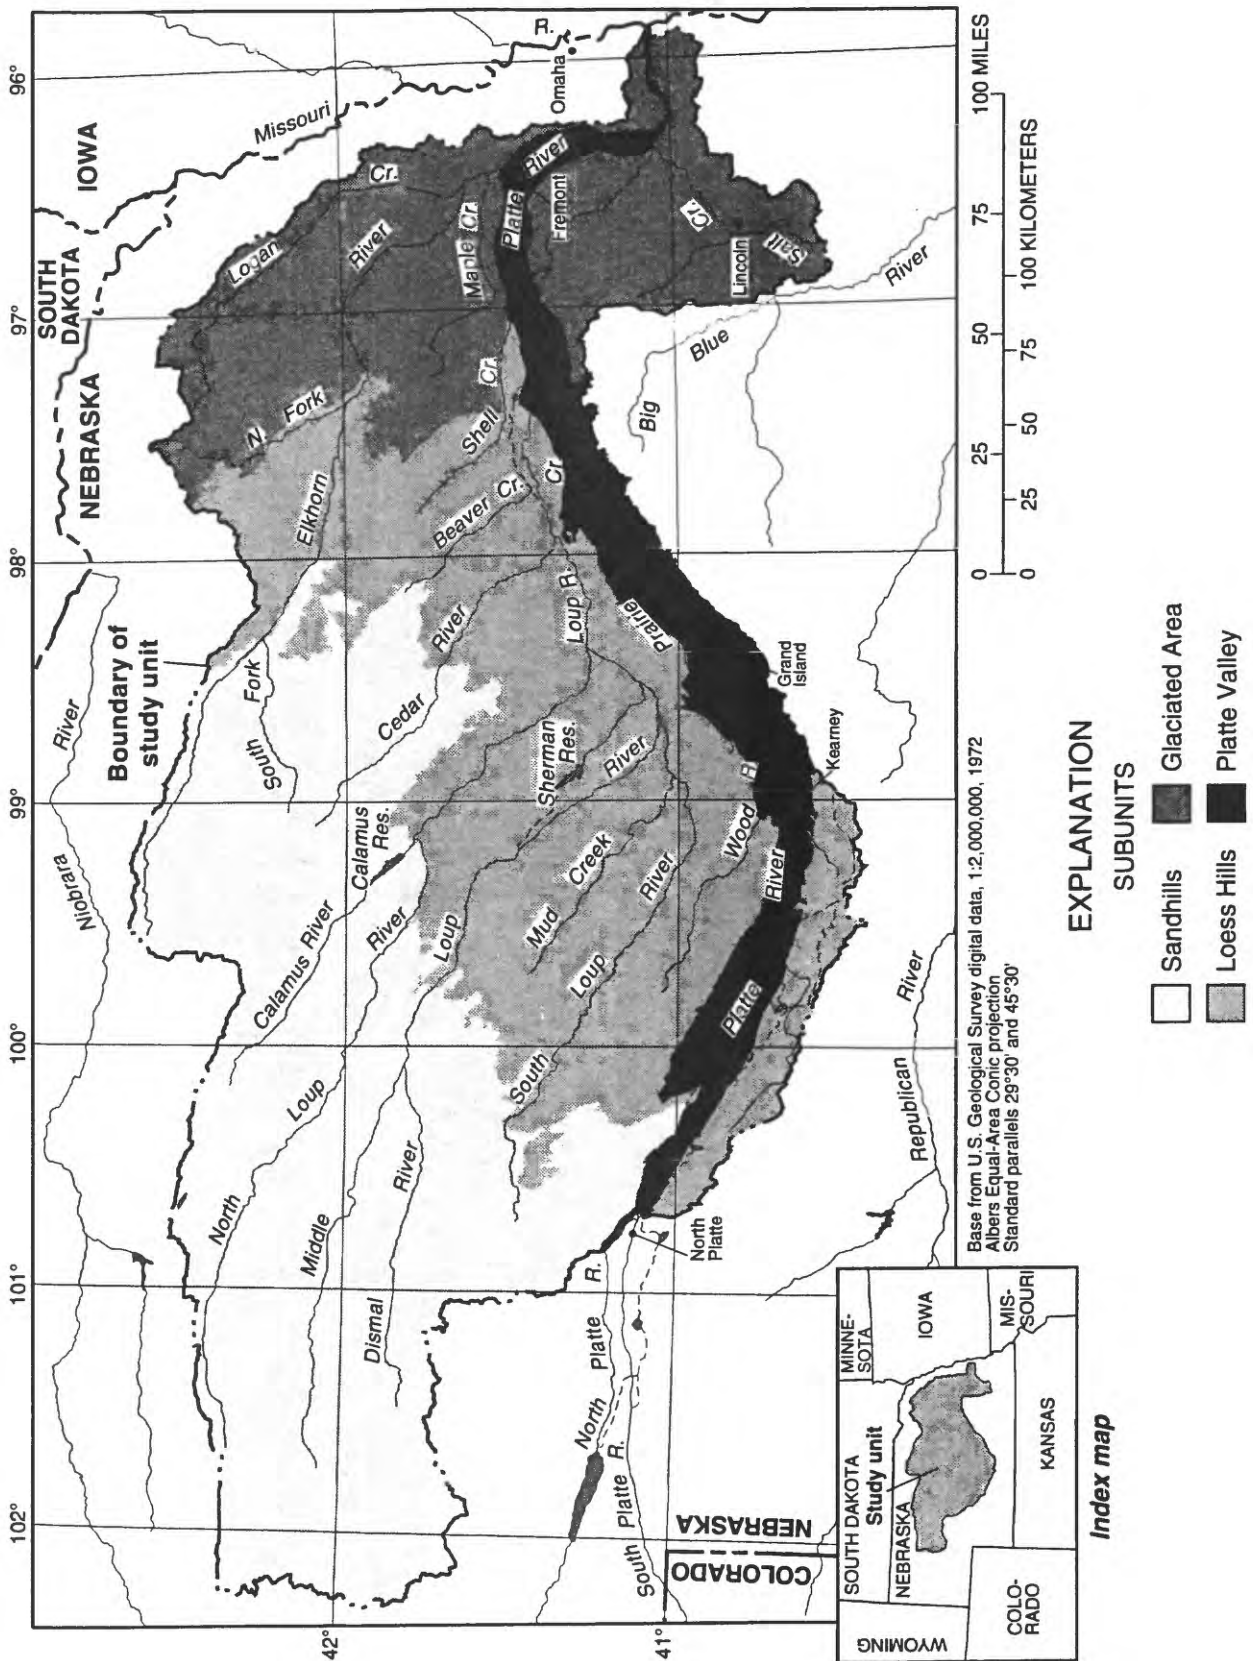 102°
101°
100°
99°
98°
97°
96°
42°
41°
SOUTH
DAKOTA
IOWA
NEBRASKA
Missouri
R.
Omaha
Niobrara
River
Boundary of
study unit
South
Fork
Elkhorn
N.
Fork
River
Logan
Cr.
Maple
Cr.
Platte
River
Fremont
Lincoln
Salt
Cr.
Shell
Cr.
Beaver
Cr.
Cedar
River
Calamus
Res.
Calamus River
North
Loup
River
Middle
Loup
River
Dismal
River
Sherman
Res.
Loup R.
Prairie
Cr.
Mud
Creek
South
Loup
River
Wood
R.
Platte
River
Grand
Island
Kearney
Big
Blue
River
Republican
River
North
Platte
North
Platte
R.
South
Platte
R.
COLORADO
NEBRASKA
0
25
50
75
100 MILES
0
25
50
75
100 KILOMETERS
Base from U.S. Geological Survey digital data, 1:2,000,000, 1972
Albers Equal-Area Conic projection
Standard parallels 29°30' and 45°30'
SOUTH DAKOTA
Study unit
NEBRASKA
MINNE-
SOTA
IOWA
MIS-
SOURI
WYOMING
COLO-
RADO
KANSAS
Index map
EXPLANATION
SUBUNITS
Sandhills
Glaciated Area
Loess Hills
Platte Valley